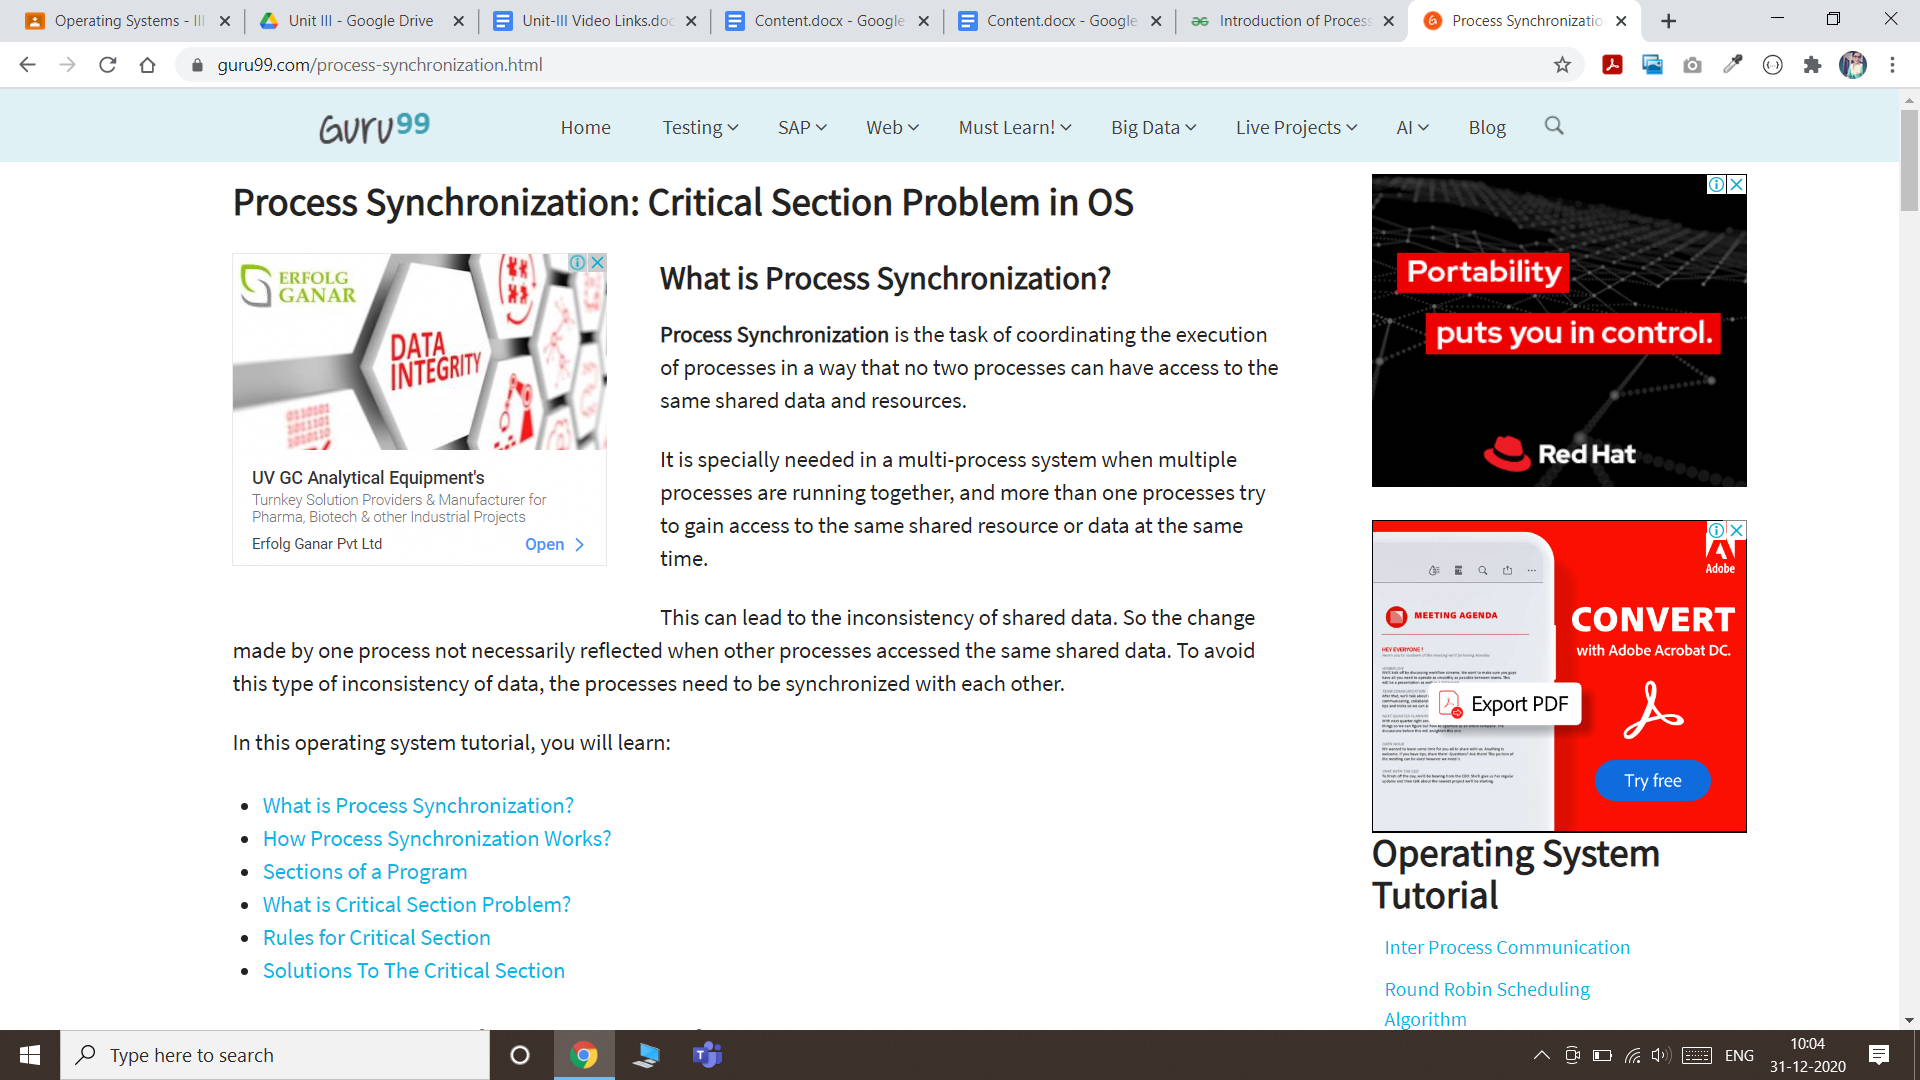 Operating Systems - III
Unit III - Google Drive
Unit-III Video Links.doc
Content.docx - Google
Content.docx - Google
Introduction of Process
Process Synchronizatio
guru99.com/process-synchronization.html
Guru99
Home
Testing
SAP
Web
Must Learn!
Big Data
Live Projects
AI
Blog
Process Synchronization: Critical Section Problem in OS
ERFOLG
GANAR
DATA
INTEGRITY
UV GC Analytical Equipment's
Turnkey Solution Providers & Manufacturer for
Pharma, Biotech & other Industrial Projects
Erfolg Ganar Pvt Ltd
Open
What is Process Synchronization?
Process Synchronization is the task of coordinating the execution
of processes in a way that no two processes can have access to the
same shared data and resources.
It is specially needed in a multi-process system when multiple
processes are running together, and more than one processes try
to gain access to the same shared resource or data at the same
time.
This can lead to the inconsistency of shared data. So the change
made by one process not necessarily reflected when other processes accessed the same shared data. To avoid
this type of inconsistency of data, the processes need to be synchronized with each other.
In this operating system tutorial, you will learn:
What is Process Synchronization?
How Process Synchronization Works?
Sections of a Program
What is Critical Section Problem?
Rules for Critical Section
Solutions To The Critical Section
Portability
puts you in control.
Red Hat
Adobe
MEETING AGENDA
HEY EVERYONE !
CONVERT
with Adobe Acrobat DC.
Export PDF
Try free
Operating System
Tutorial
Inter Process Communication
Round Robin Scheduling
Algorithm
Type here to search
ENG
10:04
31-12-2020